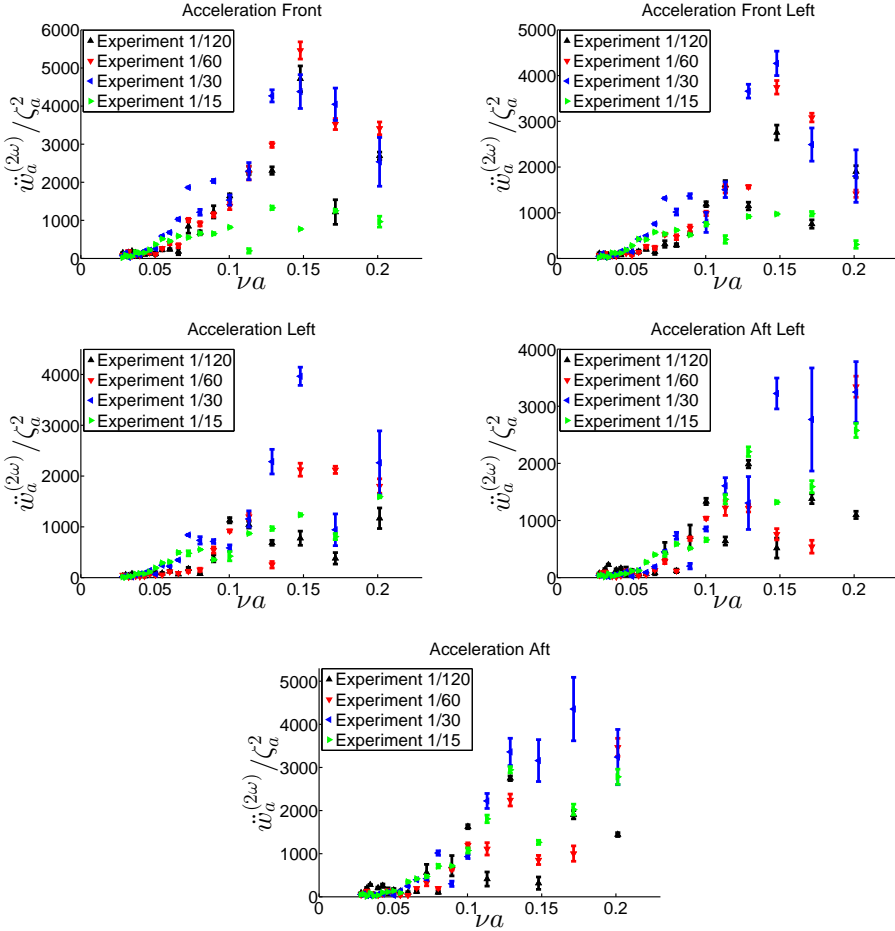 Acceleration Front
6000
5000
4000
3000
2000
1000
0
Experiment 1/120
Experiment 1/60
Experiment 1/30
Experiment 1/15
ẅ_a^{(2ω)}/ζ_a^2
0 0.05 0.1 0.15 0.2
νa
Acceleration Front Left
5000
4000
3000
2000
1000
0
Experiment 1/120
Experiment 1/60
Experiment 1/30
Experiment 1/15
ẅ_a^{(2ω)}/ζ_a^2
0 0.05 0.1 0.15 0.2
νa
Acceleration Left
4000
3000
2000
1000
0
Experiment 1/120
Experiment 1/60
Experiment 1/30
Experiment 1/15
ẅ_a^{(2ω)}/ζ_a^2
0 0.05 0.1 0.15 0.2
νa
Acceleration Aft Left
4000
3000
2000
1000
0
Experiment 1/120
Experiment 1/60
Experiment 1/30
Experiment 1/15
ẅ_a^{(2ω)}/ζ_a^2
0 0.05 0.1 0.15 0.2
νa
Acceleration Aft
5000
4000
3000
2000
1000
0
Experiment 1/120
Experiment 1/60
Experiment 1/30
Experiment 1/15
ẅ_a^{(2ω)}/ζ_a^2
0 0.05 0.1 0.15 0.2
νa